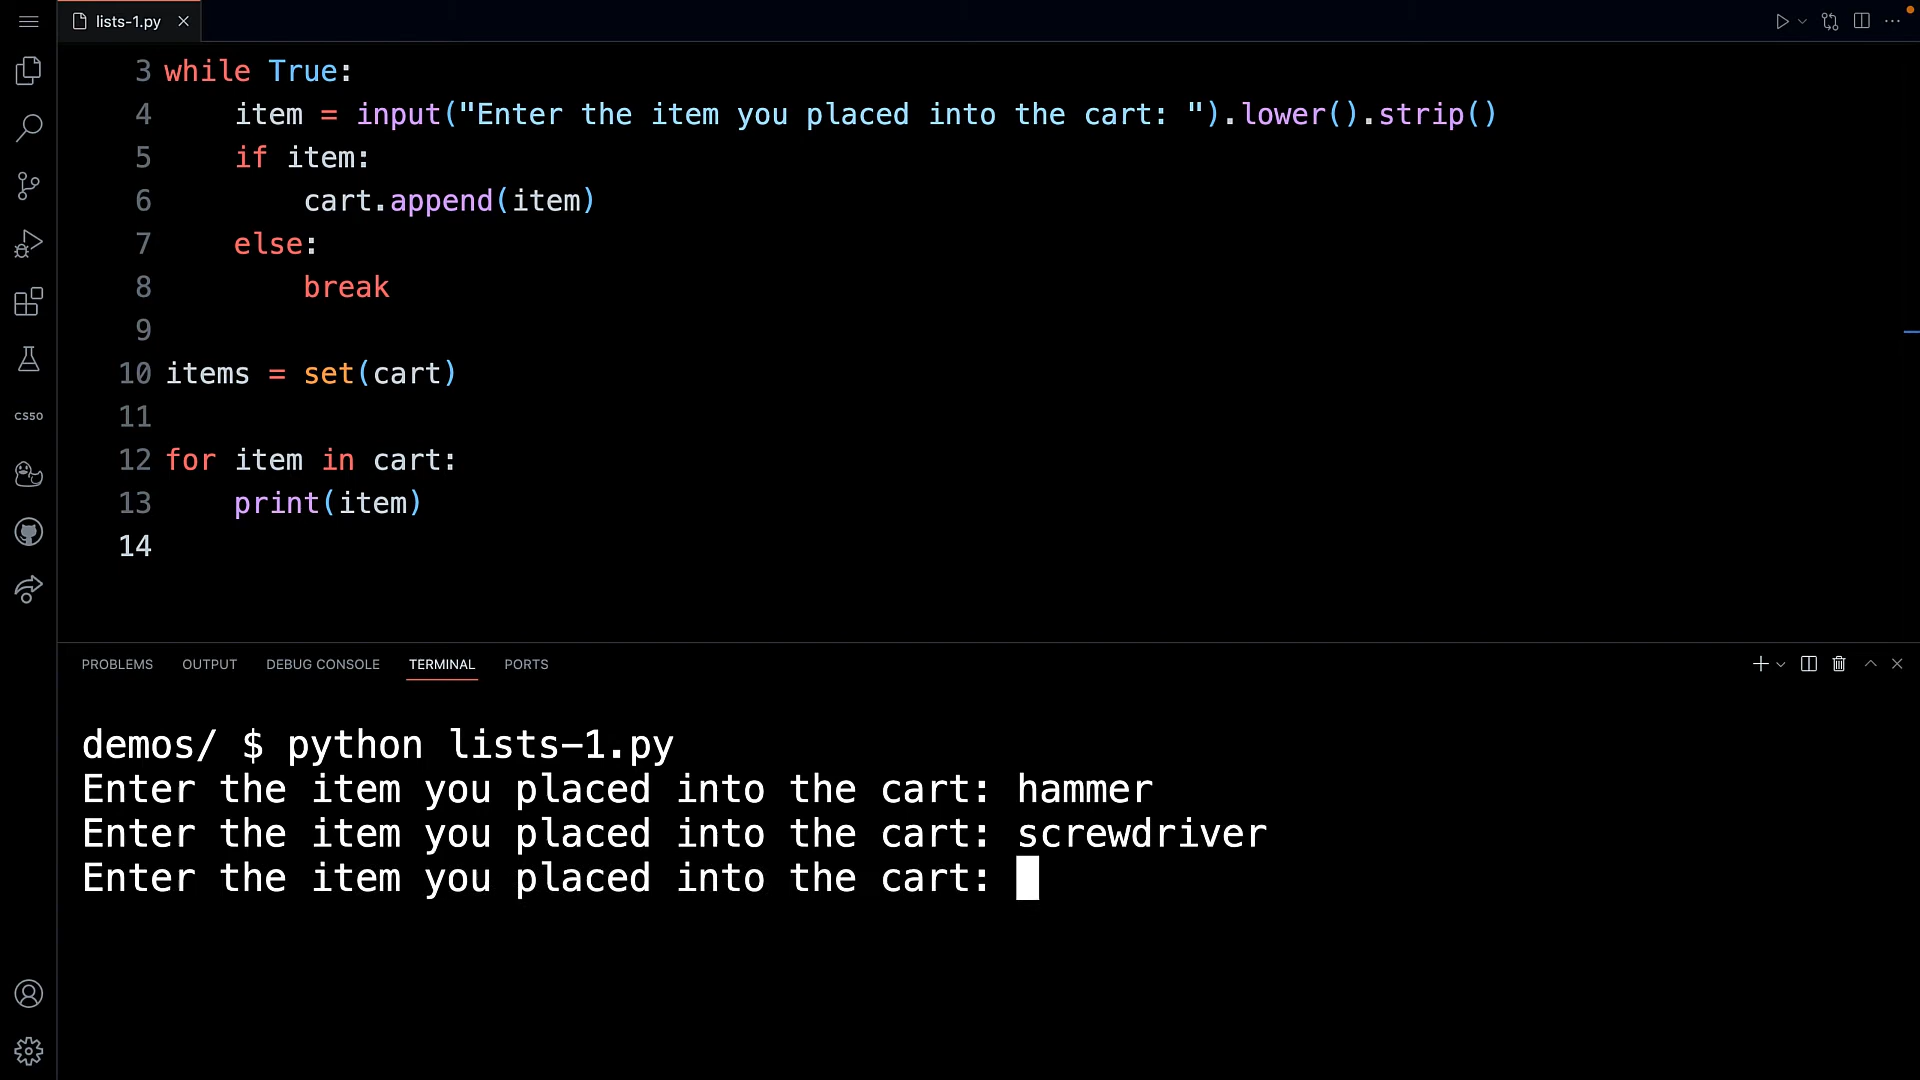 lists-1.py
3 while True:
4     item = input("Enter the item you placed into the cart: ").lower().strip()
5     if item:
6         cart.append(item)
7     else:
8         break
9
10 items = set(cart)
11
12 for item in cart:
13     print(item)
14
CS50
PROBLEMS OUTPUT DEBUG CONSOLE TERMINAL PORTS
demos/ $ python lists-1.py
Enter the item you placed into the cart: hammer
Enter the item you placed into the cart: screwdriver
Enter the item you placed into the cart: